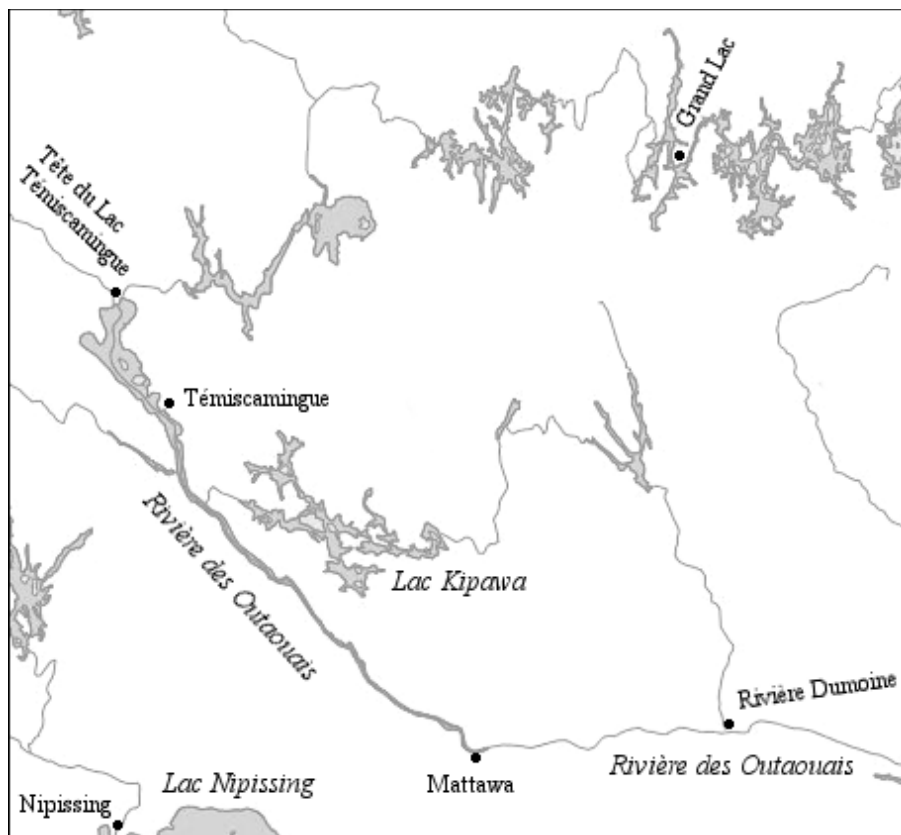 Grand Lac
Tête du Lac
Témiscamingue
Témiscamingue
Rivière des Outaouais
Lac Kipawa
Rivière Dumoine
Rivière des Outaouais
Mattawa
Lac Nipissing
Nipissing